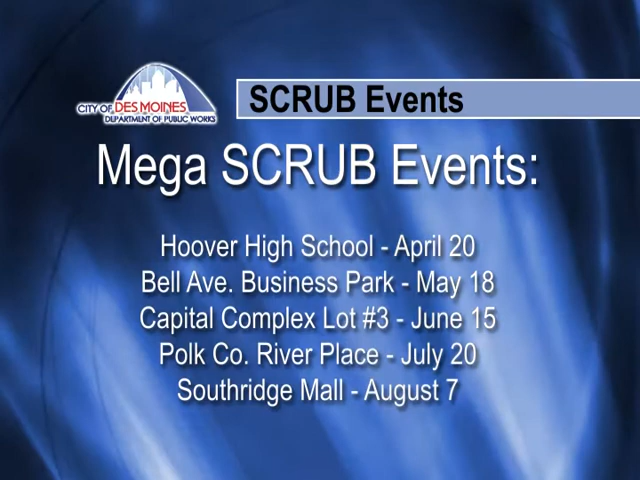 CITY OF DES MOINES
DEPARTMENT OF PUBLIC WORKS
SCRUB Events
Mega SCRUB Events:
Hoover High School - April 20
Bell Ave. Business Park - May 18
Capital Complex Lot #3 - June 15
Polk Co. River Place - July 20
Southridge Mall - August 7